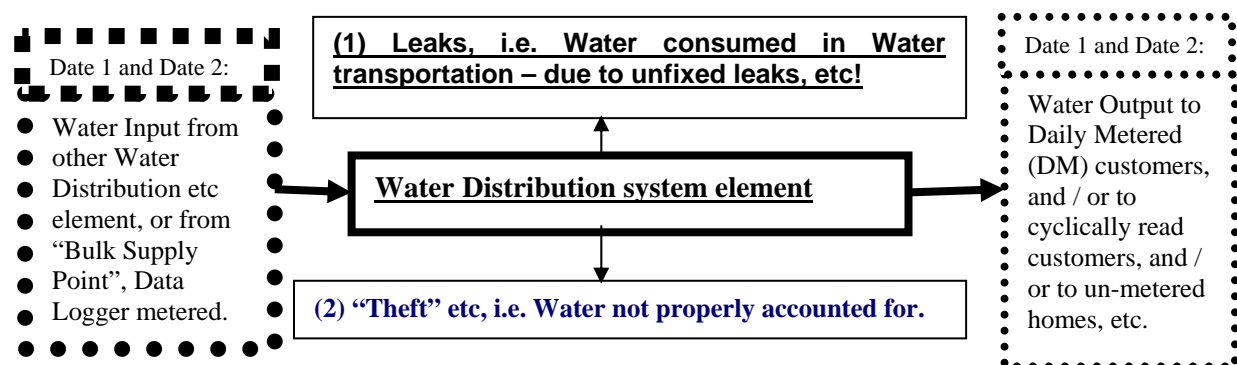 Date 1 and Date 2:
Water Input from
other Water
Distribution etc
element, or from
“Bulk Supply
Point”, Data
Logger metered.
(1) Leaks, i.e. Water consumed in Water
transportation – due to unfixed leaks, etc!
Water Distribution system element
(2) “Theft” etc, i.e. Water not properly accounted for.
Date 1 and Date 2:
Water Output to
Daily Metered
(DM) customers,
and / or to
cyclically read
customers, and /
or to un-metered
homes, etc.